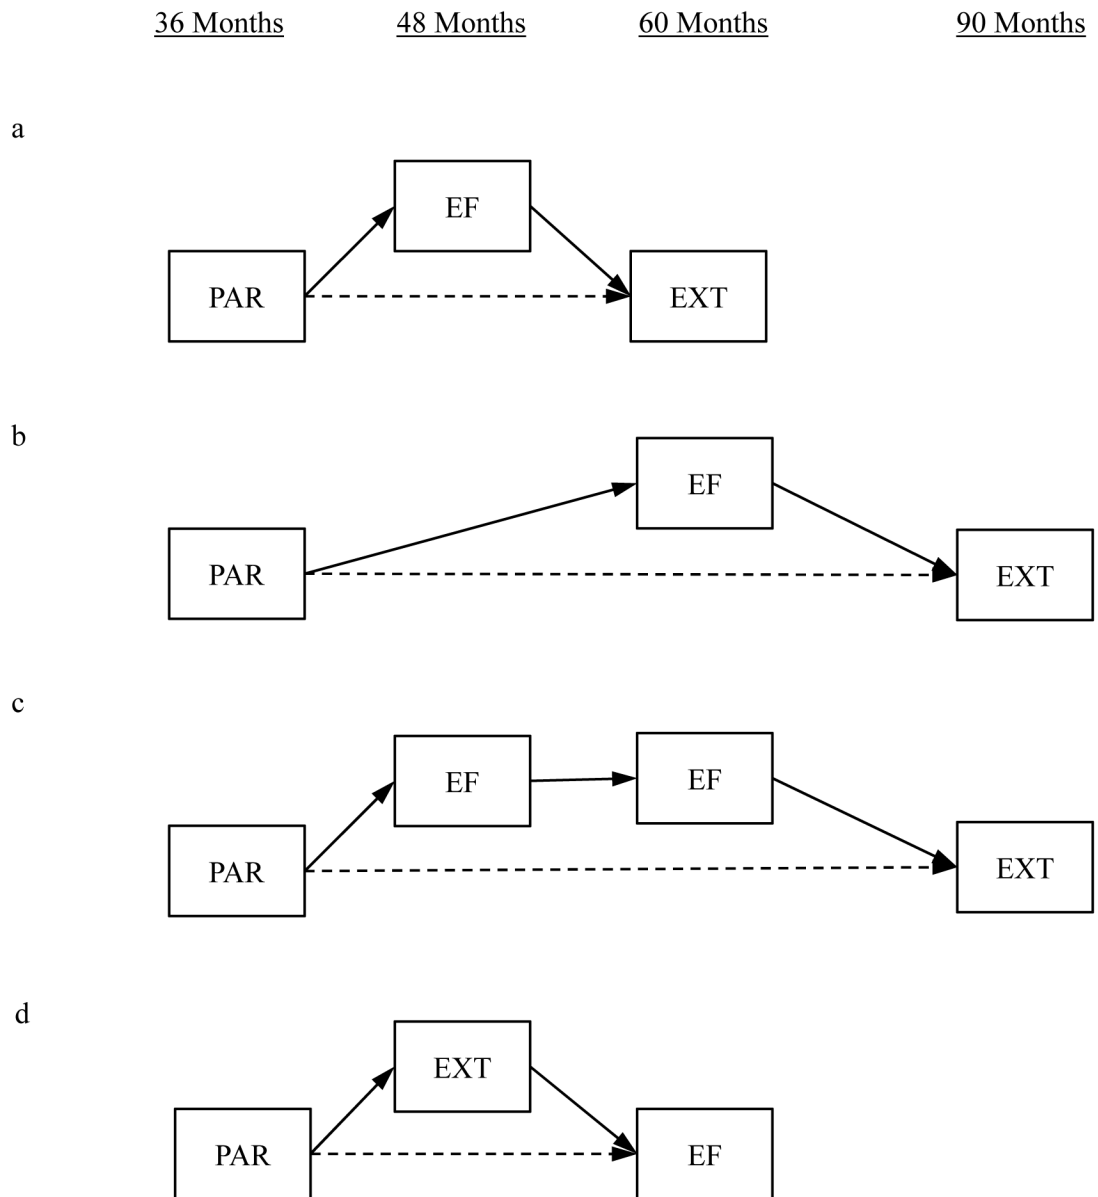 36 Months 48 Months 60 Months 90 Months
a
EF
PAR EXT
b
EF
PAR EXT
c
EF EF
PAR EXT
d
EXT
PAR EF